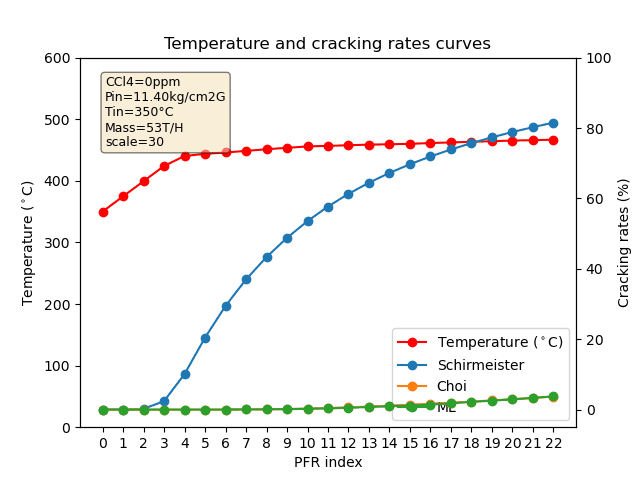 Temperature and cracking rates curves
CCl4=0ppm
Pin=11.40kg/cm2G
Tin=350°C
Mass=53T/H
scale=30
Temperature (°C)
600
500
400
300
200
100
0
Cracking rates (%)
100
80
60
40
20
0
Temperature (°C)
Schirmeister
Choi
ML
0 1 2 3 4 5 6 7 8 9 10 11 12 13 14 15 16 17 18 19 20 21 22
PFR index